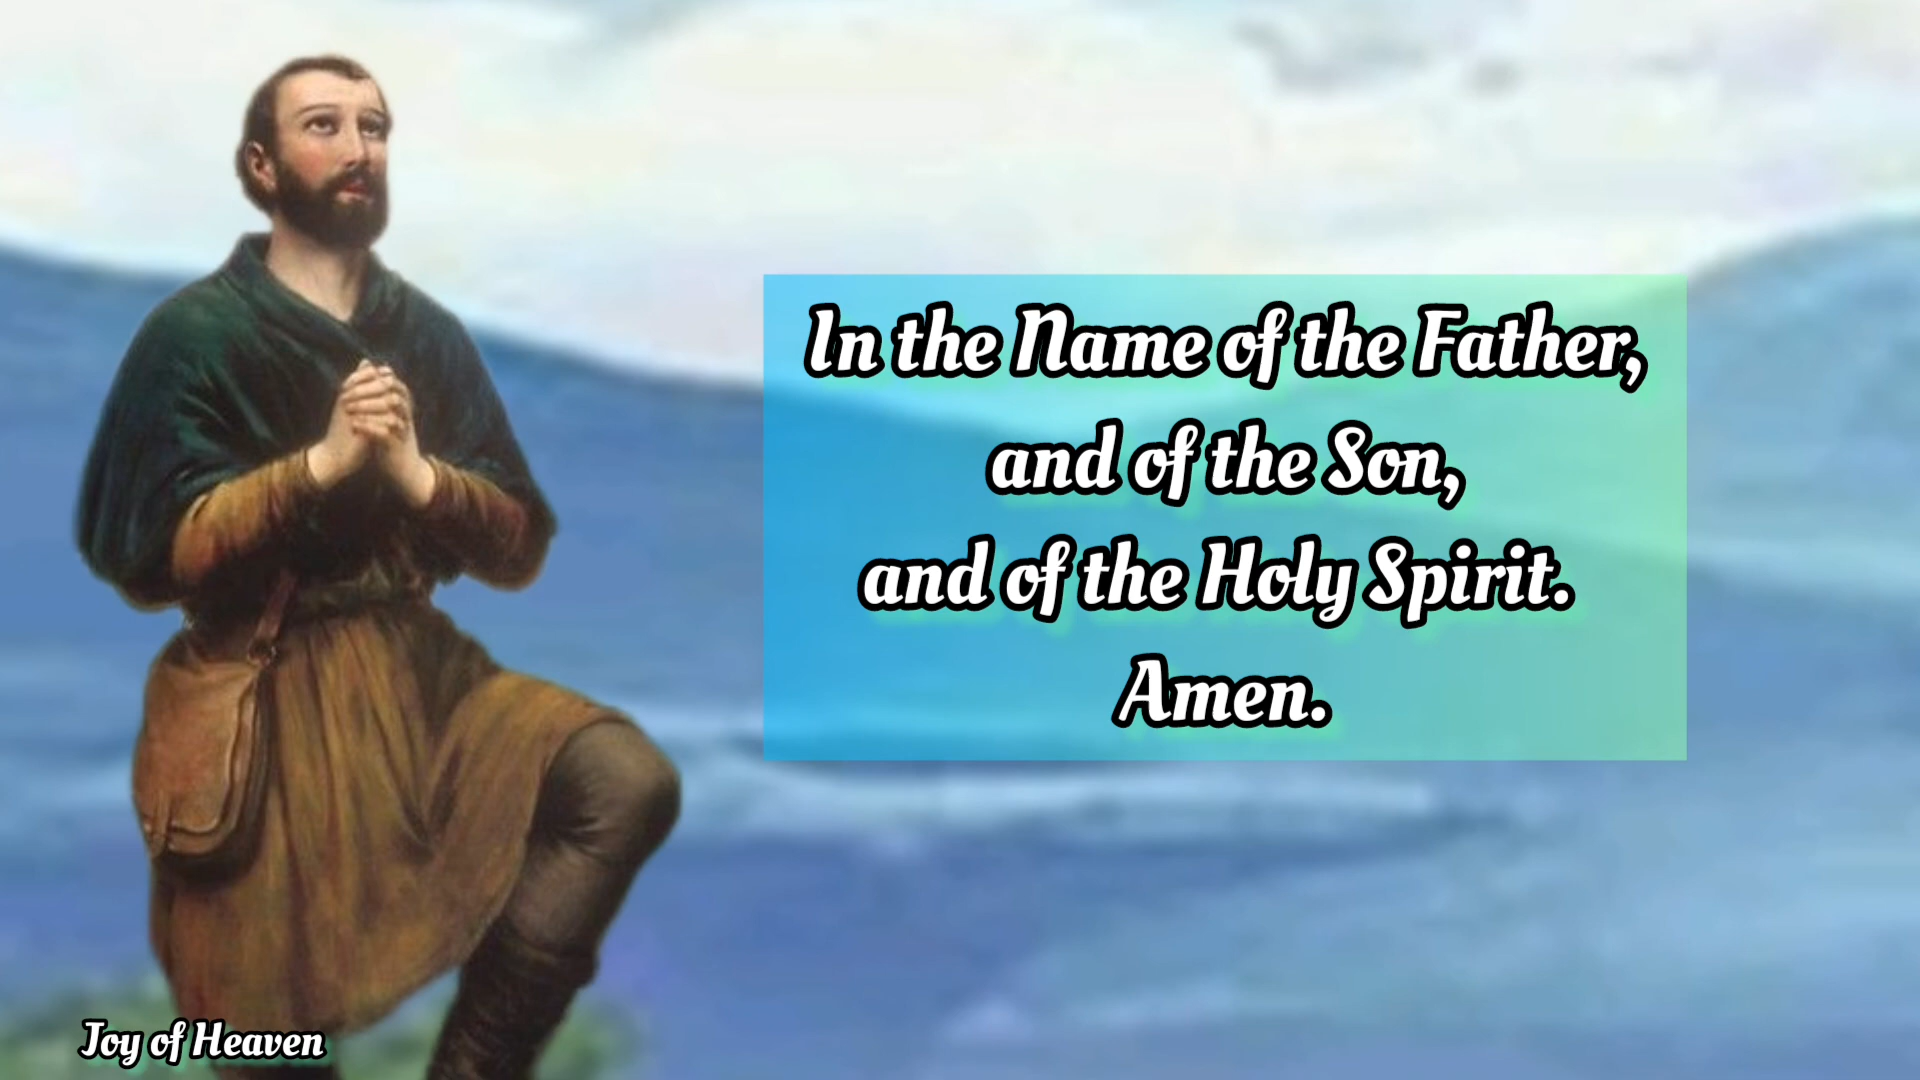 In the Name of the Father,
and of the Son,
and of the Holy Spirit.
Amen.
Joy of Heaven